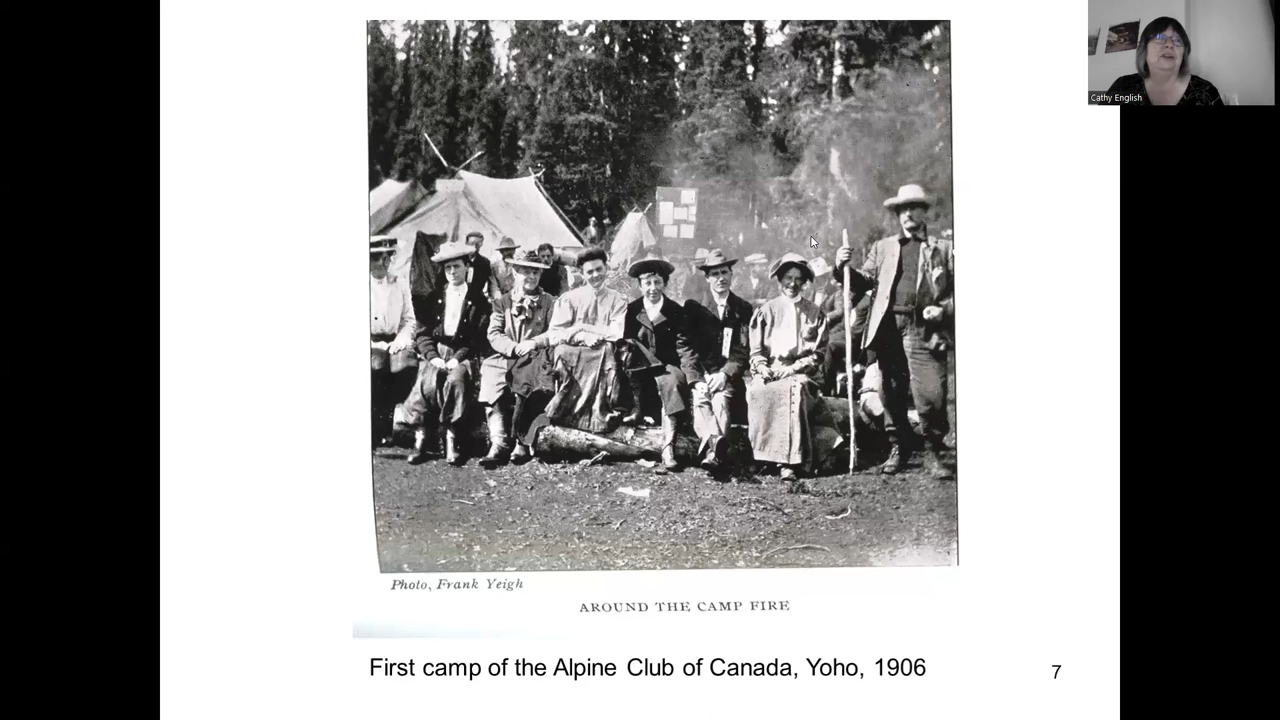 Cathy English
Photo, Frank Yeigh
AROUND THE CAMP FIRE
First camp of the Alpine Club of Canada, Yoho, 1906
7